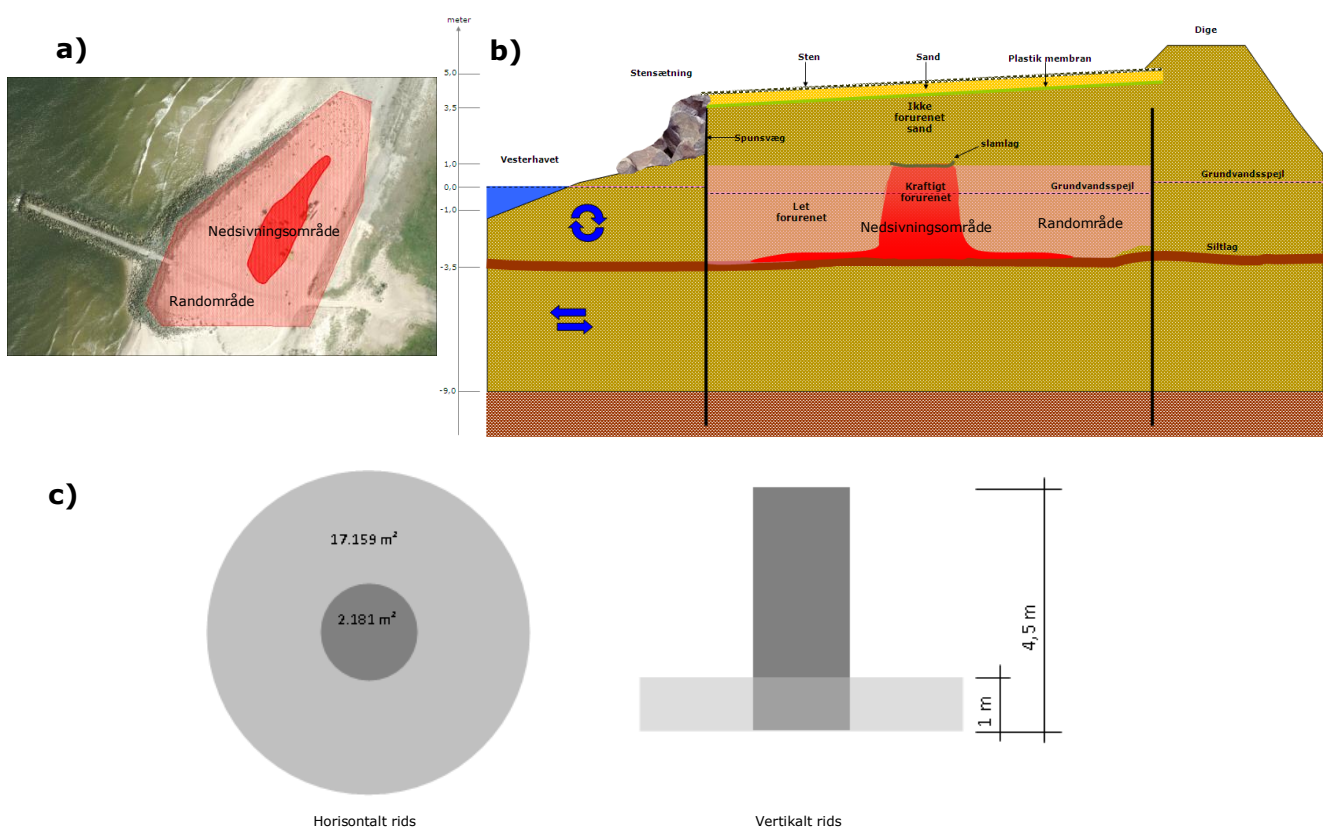 a)
Nedsivningsområde
Randområde
meter
5,0
3,5
1,0
0,0
-1,0
-3,5
-9,0
b)
Dige
Stensætning
Sten
Sand
Plastik membran
Ikke
forurenet
sand
Spunsvæg
slamlag
Vesterhavet
Kraftigt
forurenet
Grundvandsspejl
Grundvandsspejl
Let
forurenet
Nedsivningsområde
Randområde
Siltlag
c)
17.159 m²
2.181 m²
4,5 m
1 m
Horisontalt rids
Vertikalt rids